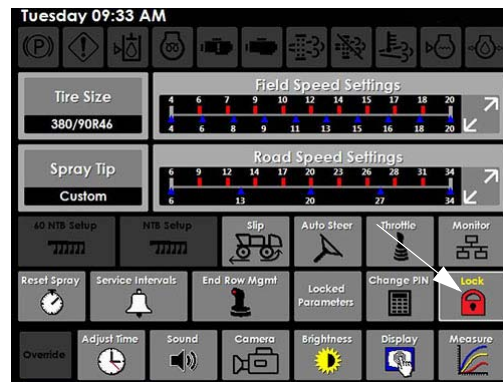 Tuesday 09:33 AM
Tire Size
380/90R46
Field Speed Settings
4 6 7 9 10 12 14 15 17 18 20
4 6 8 9 11 13 15 16 18 20
Spray Tip
Custom
Road Speed Settings
6 9 12 14 17 20 23 26 28 31 34
6 13 20 27 34
60 NTB Setup NTB Setup Slip Auto Steer Throttle Monitor
Reset Spray Service Intervals End Row Mgmt Locked Parameters Change PIN Lock
Override Adjust Time Sound Camera Brightness Display Measure